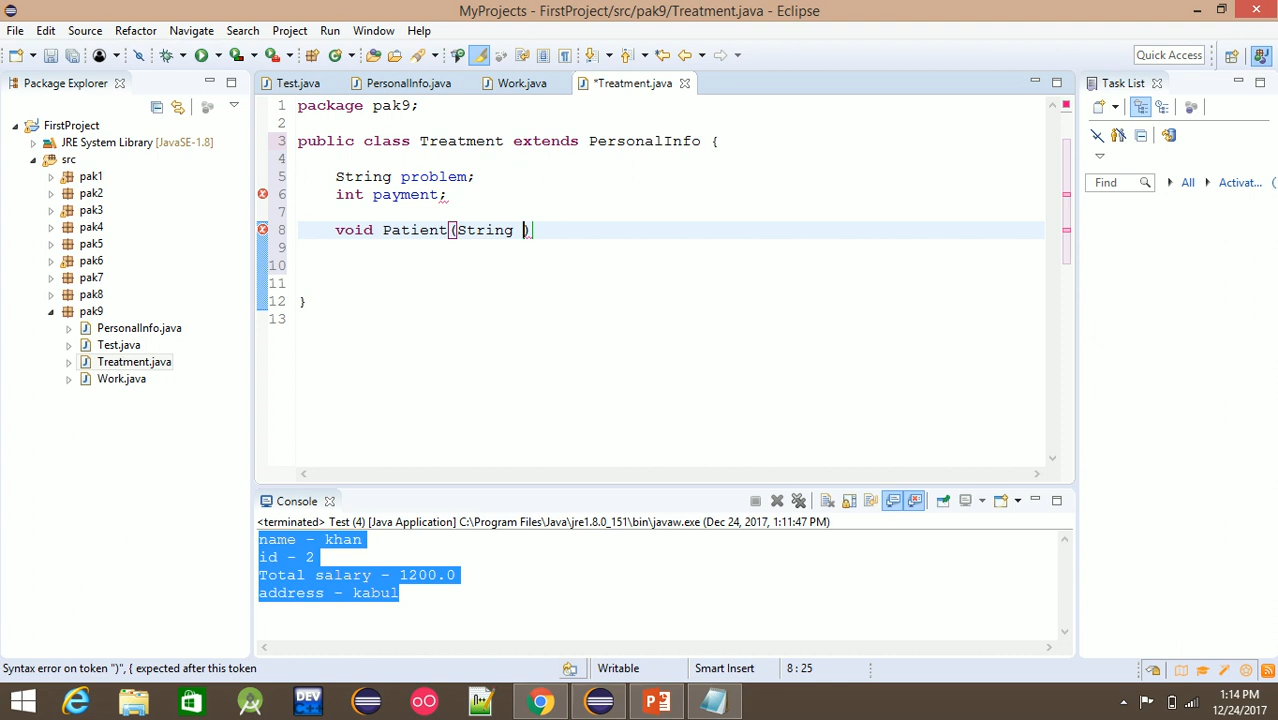 MyProjects - FirstProject/src/pak9/Treatment.java - Eclipse
File Edit Source Refactor Navigate Search Project Run Window Help
Quick Access
Package Explorer
Test.java PersonalInfo.java Work.java *Treatment.java
Task List
FirstProject
JRE System Library [JavaSE-1.8]
src
pak1
pak2
pak3
pak4
pak5
pak6
pak7
pak8
pak9
PersonalInfo.java
Test.java
Treatment.java
Work.java
1 package pak9;
2
3 public class Treatment extends PersonalInfo {
4
5 String problem;
6 int payment;
7
8 void Patient(String )
9
10
11
12 }
13
Find All Activat...
Console
<terminated> Test (4) [Java Application] C:\Program Files\Java\jre1.8.0_151\bin\javaw.exe (Dec 24, 2017, 1:11:47 PM)
name - khan
id - 2
Total salary - 1200.0
address - kabul
Syntax error on token ")", { expected after this token
Writable Smart Insert 8 : 25
DEV
1:14 PM
12/24/2017